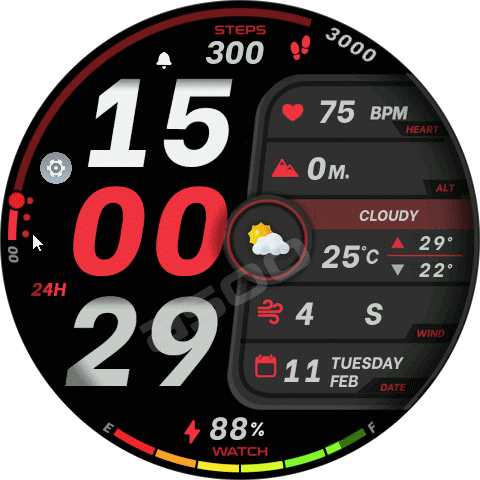 STEPS
300
3000
15
00
29
24H
00
75 BPM
HEART
0M.
ALT
CLOUDY
25°C
29°
22°
4 S
WIND
11 TUESDAY
FEB
DATE
E
F
88%
WATCH